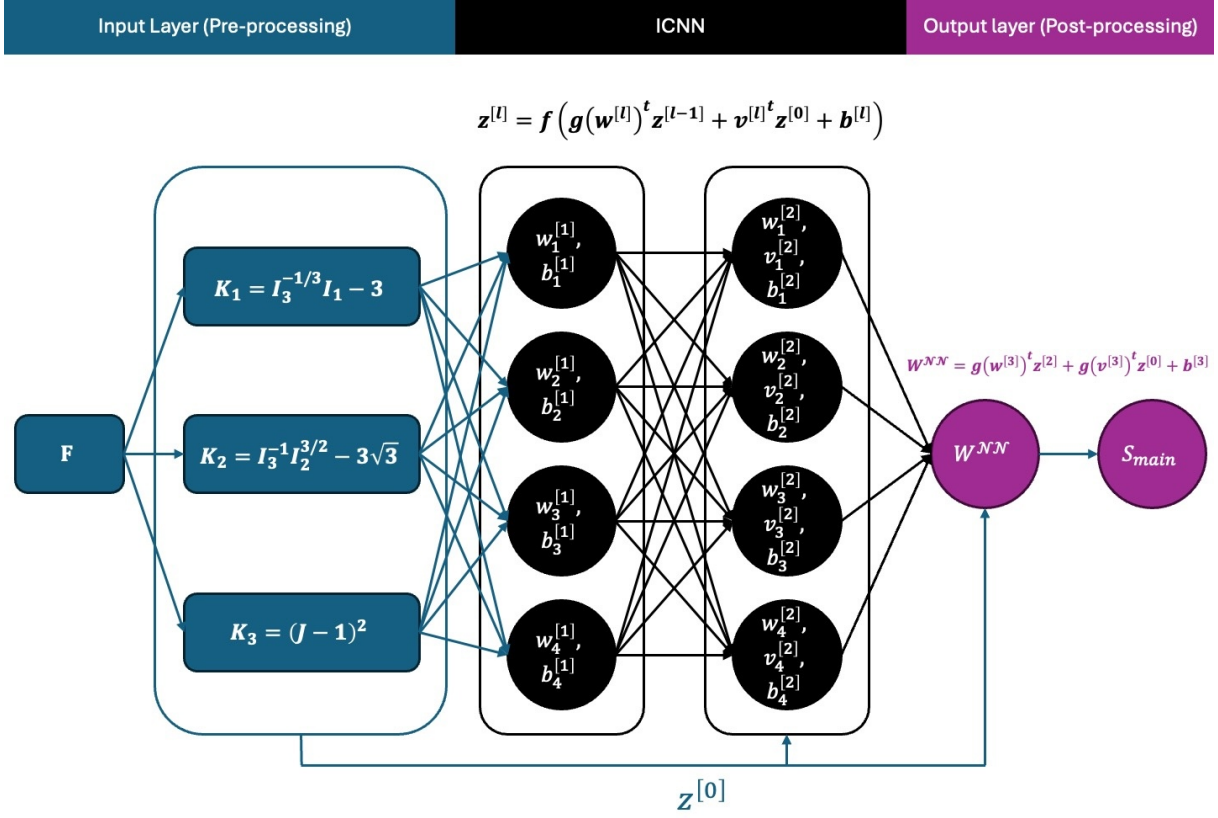 Input Layer (Pre-processing)
ICNN
Output layer (Post-processing)
z^[l] = f(g(w^[l])^t z^[l-1] + v^[l]^t z^[0] + b^[l])
F
K_1 = I_3^{-1/3} I_1 − 3
K_2 = I_3^{-1} I_2^{3/2} − 3√3
K_3 = (J − 1)^2
w_1^[1],
b_1^[1]
w_2^[1],
b_2^[1]
w_3^[1],
b_3^[1]
w_4^[1],
b_4^[1]
w_1^[2],
v_1^[2],
b_1^[2]
w_2^[2],
v_2^[2],
b_2^[2]
w_3^[2],
v_3^[2],
b_3^[2]
w_4^[2],
v_4^[2],
b_4^[2]
W^{𝒩𝒩} = g(w^[3])^t z^[2] + g(v^[3])^t z^[0] + b^[3]
W^{𝒩𝒩}
S_main
z^[0]